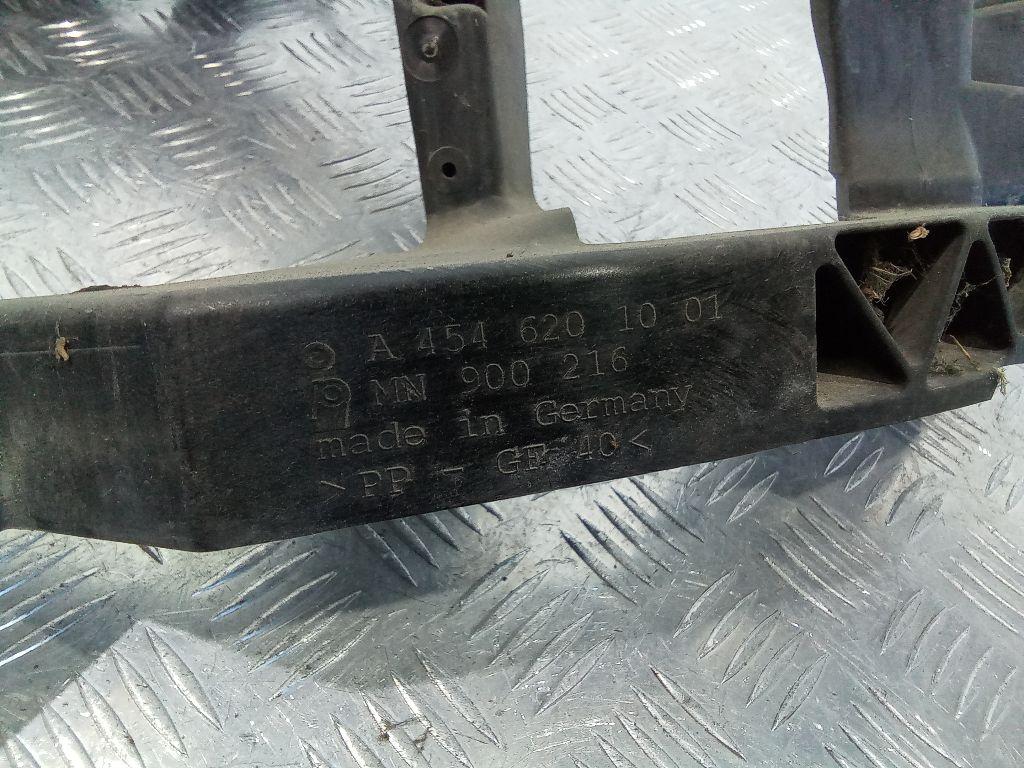 A 454 620 10 01
MN 900 216
made in Germany
>PP - GF 40<